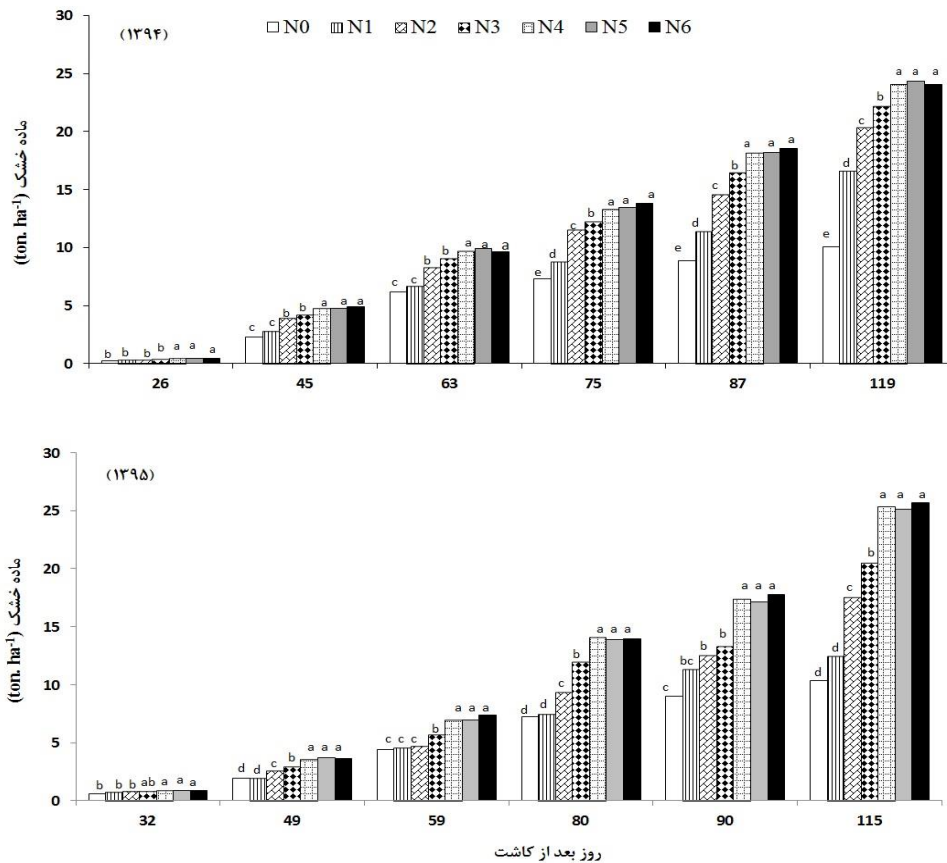 (۱۳۹۴)
N0 N1 N2 N3 N4 N5 N6
ماده خشک (ton. ha⁻¹)
30
25
20
15
10
5
0
b b b b a a a
c c b b a a a
c c b b a a a
e d c b a a a
e d c b a a a
e d c b a a a
26 45 63 75 87 119
(۱۳۹۵)
ماده خشک (ton. ha⁻¹)
30
25
20
15
10
5
0
b b b ab a a a
d d c b a a a
c c c b a a a
d d c b a a a
c bc b b a a a
d d c b a a a
32 49 59 80 90 115
روز بعد از کاشت